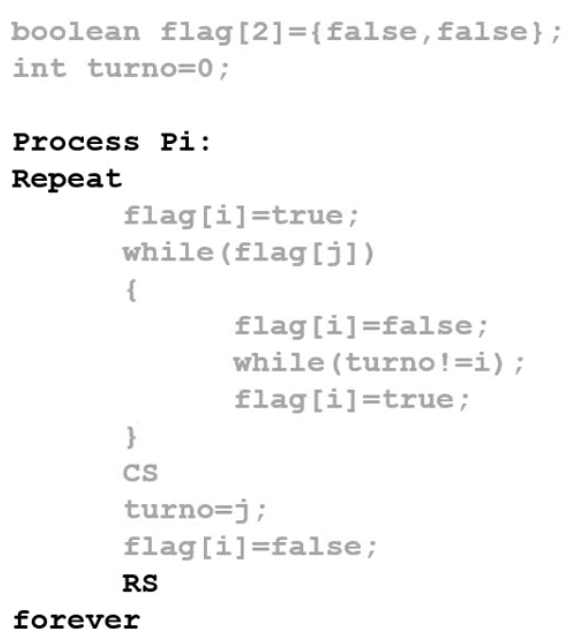 boolean flag[2]={false,false};
int turno=0;
Process Pi:
Repeat
flag[i]=true;
while(flag[j])
{
flag[i]=false;
while(turno!=i);
flag[i]=true;
}
CS
turno=j;
flag[i]=false;
RS
forever